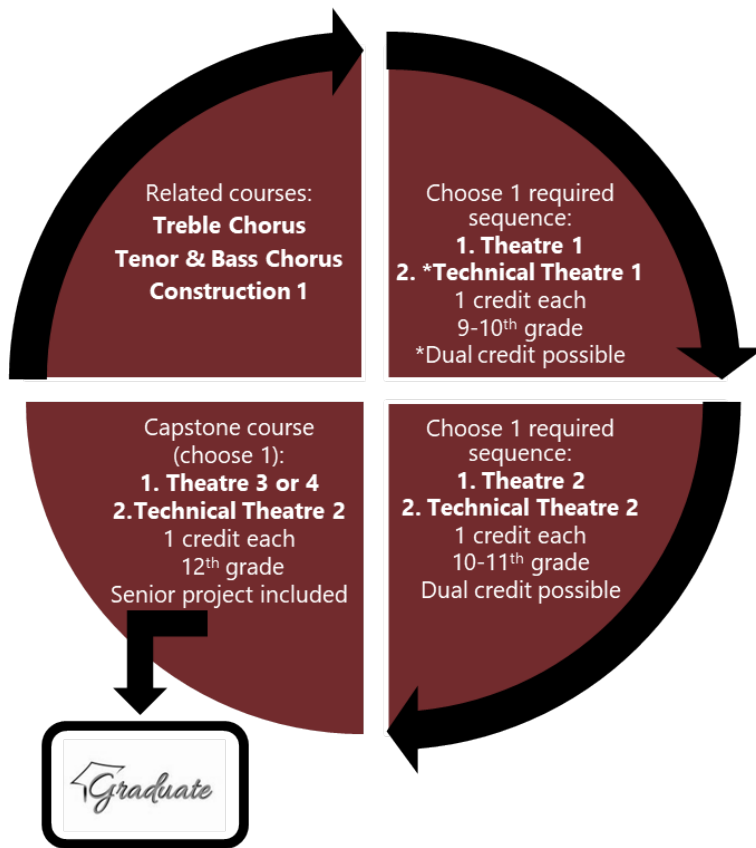 Related courses:
Treble Chorus
Tenor & Bass Chorus
Construction 1
Choose 1 required
sequence:
1. Theatre 1
2. *Technical Theatre 1
1 credit each
9-10th grade
*Dual credit possible
Capstone course
(choose 1):
1. Theatre 3 or 4
2.Technical Theatre 2
1 credit each
12th grade
Senior project included
Choose 1 required
sequence:
1. Theatre 2
2. Technical Theatre 2
1 credit each
10-11th grade
Dual credit possible
Graduate